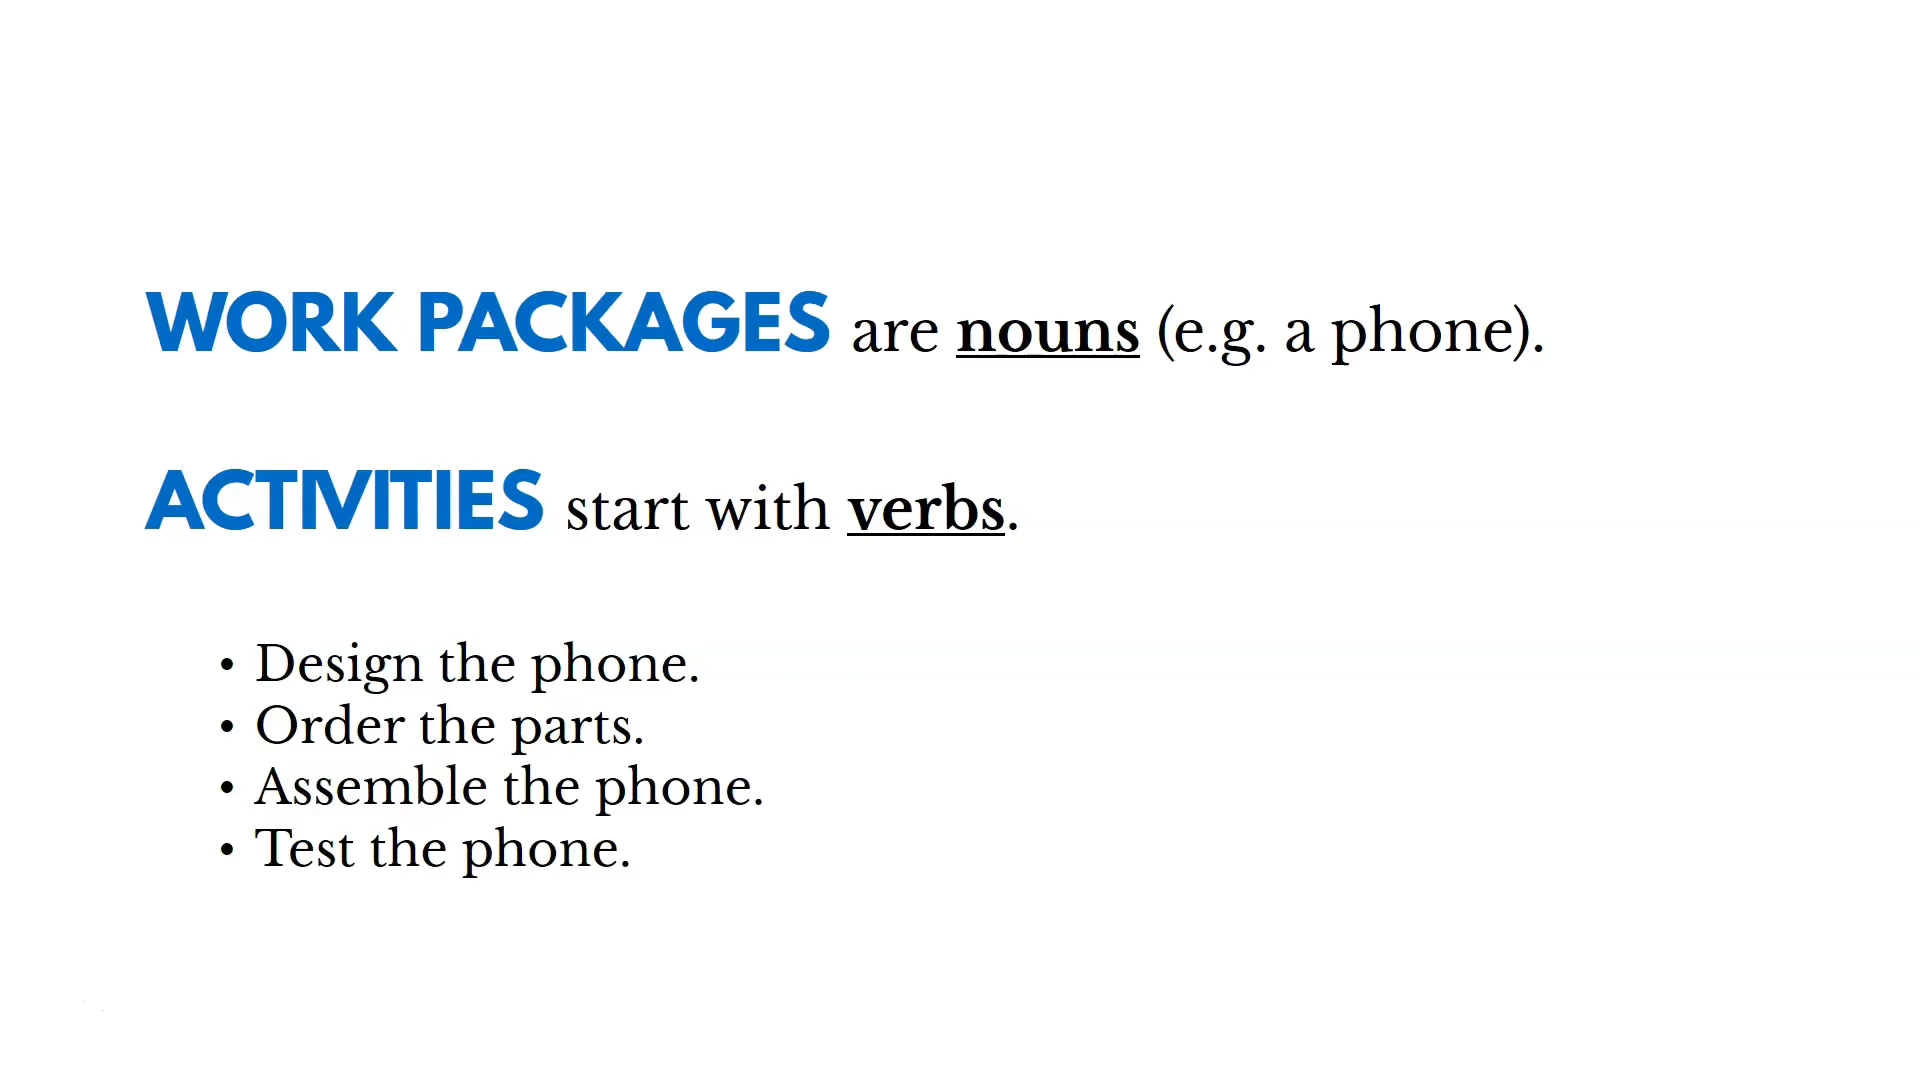 WORK PACKAGES are nouns (e.g. a phone).
ACTIVITIES start with verbs.
• Design the phone.
• Order the parts.
• Assemble the phone.
• Test the phone.